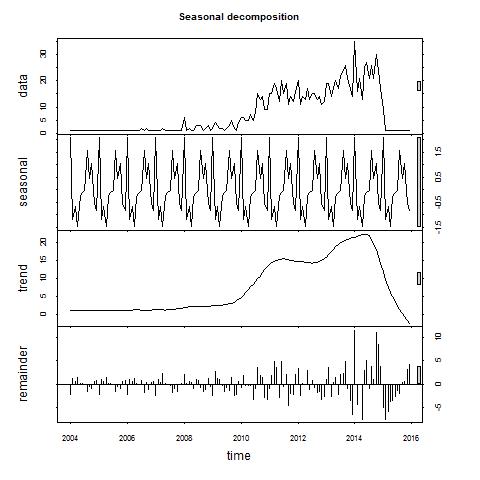 Seasonal decomposition
data
0 5 10 20 30
seasonal
-1.5 -0.5 0.5 1.5
trend
0 5 10 15 20
remainder
-5 0 5 10
2004 2006 2008 2010 2012 2014 2016
time